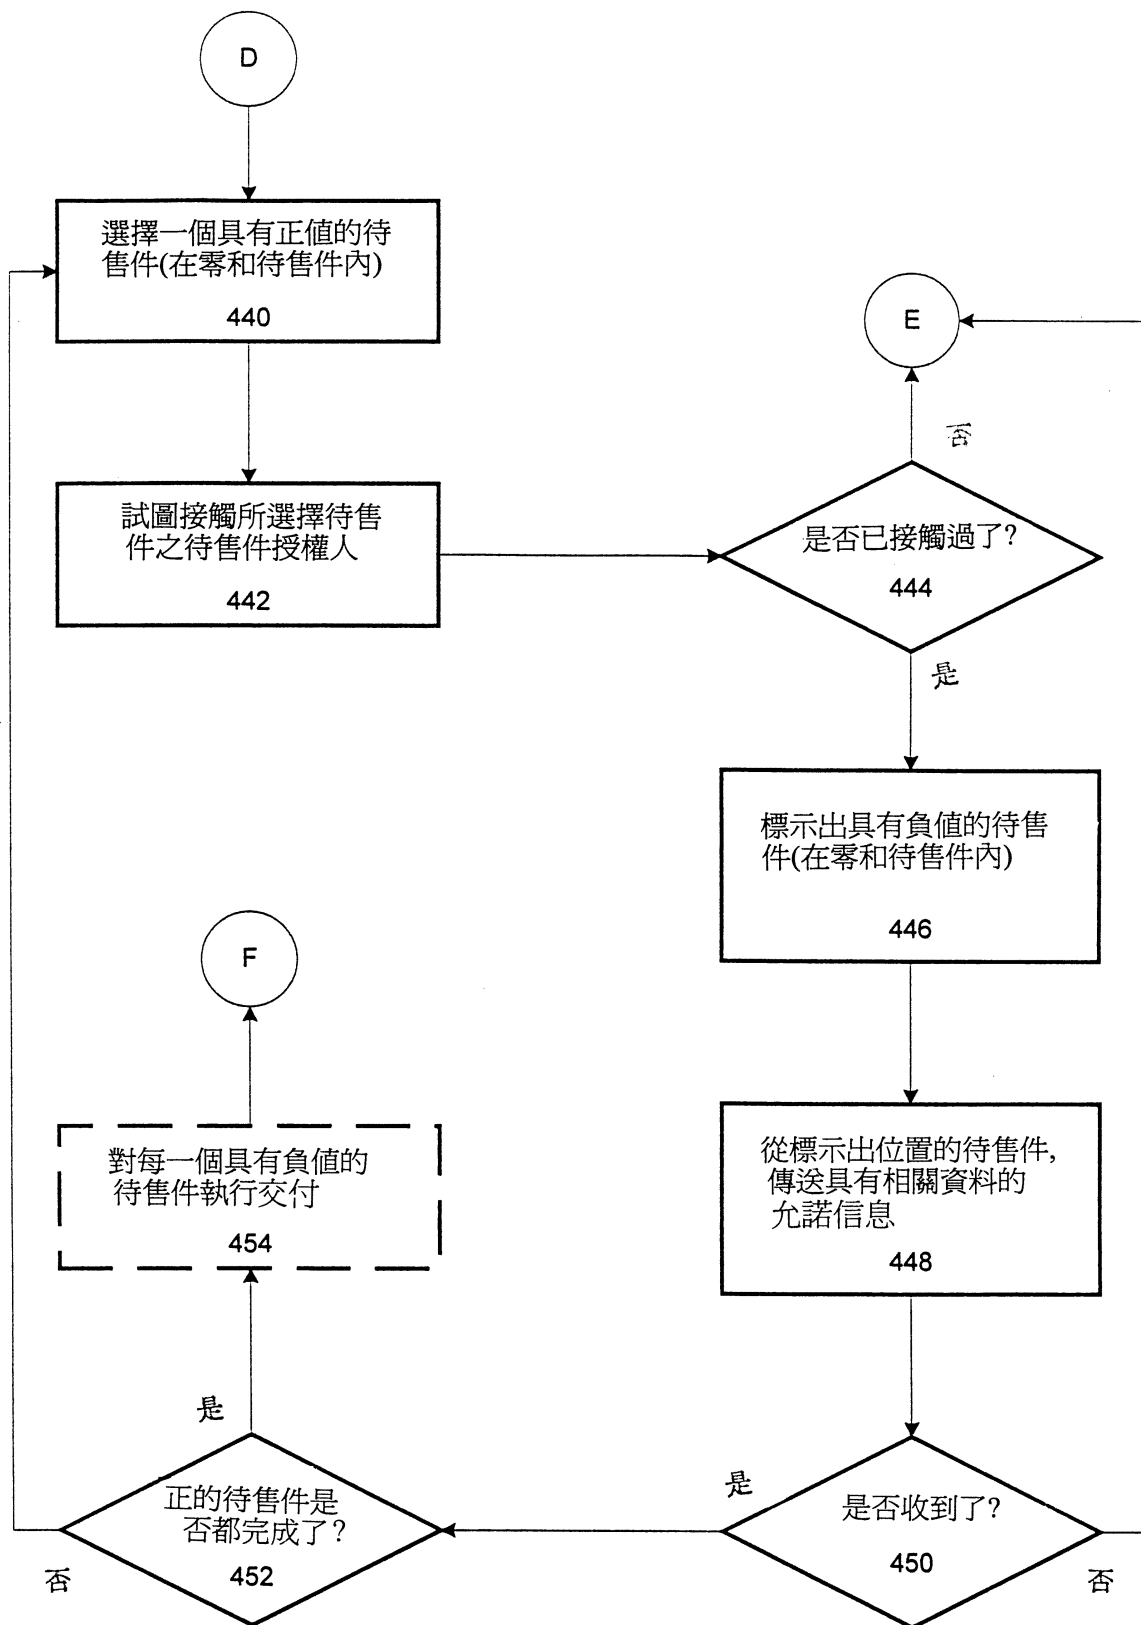 D
選擇一個具有正值的待
售件(在零和待售件內)
440
試圖接觸所選擇待售
件之待售件授權人
442
E
否
是否已接觸過了?
444
是
標示出具有負值的待售
件(在零和待售件內)
446
從標示出位置的待售件,
傳送具有相關資料的
允諾信息
448
是否收到了?
450
是
否
正的待售件是
否都完成了?
452
否
是
對每一個具有負值的
待售件執行交付
454
F